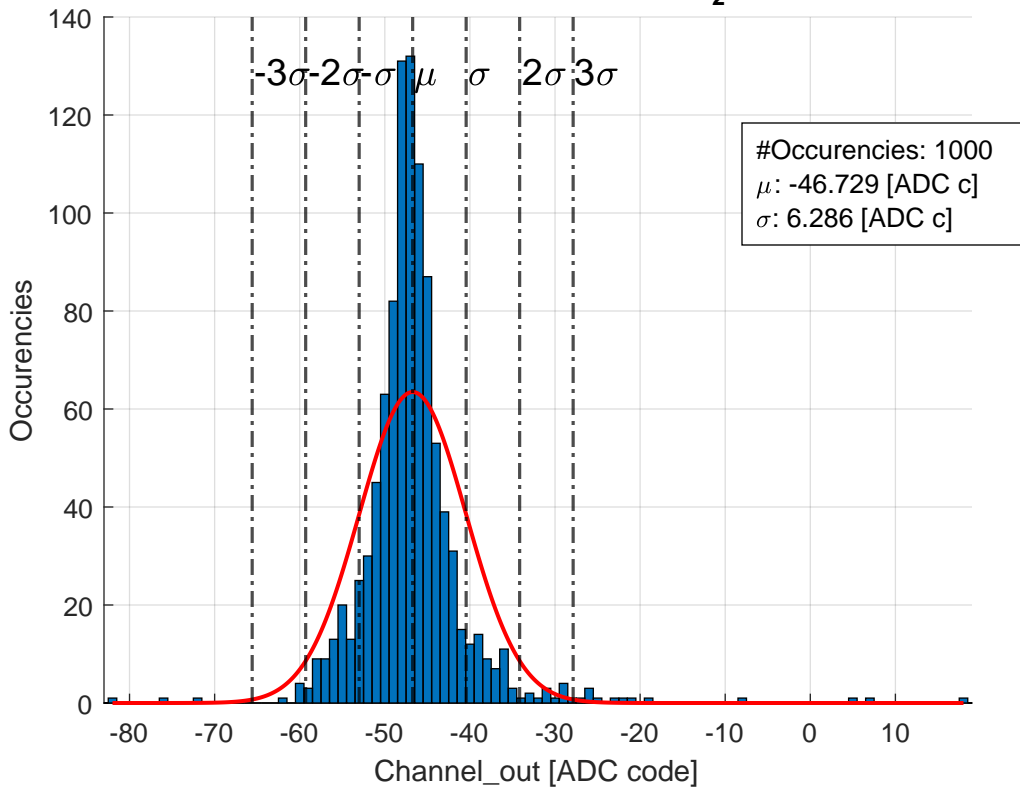 2
140
120
100
80
60
40
20
0
-3σ -2σ -σ μ σ 2σ 3σ
#Occurencies: 1000
μ: -46.729 [ADC c]
σ: 6.286 [ADC c]
Occurencies
-80 -70 -60 -50 -40 -30 -20 -10 0 10
Channel_out [ADC code]